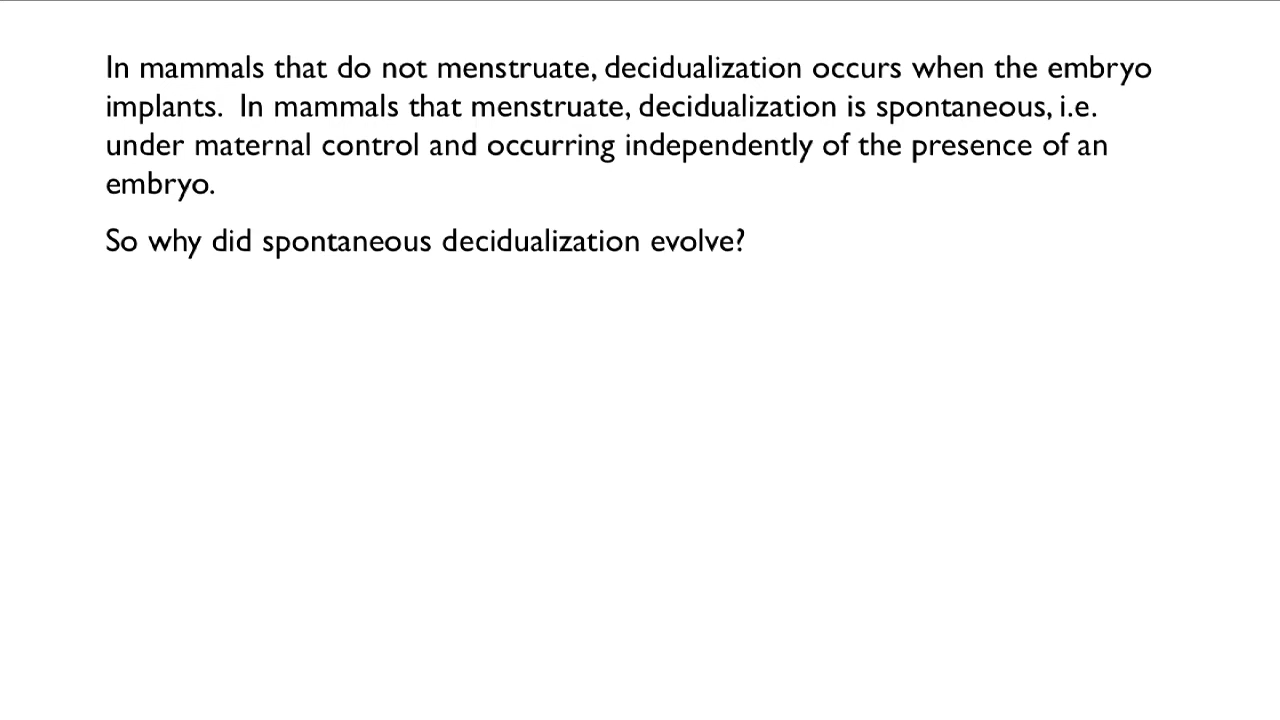 In mammals that do not menstruate, decidualization occurs when the embryo
implants.  In mammals that menstruate, decidualization is spontaneous, i.e.
under maternal control and occurring independently of the presence of an
embryo.
So why did spontaneous decidualization evolve?